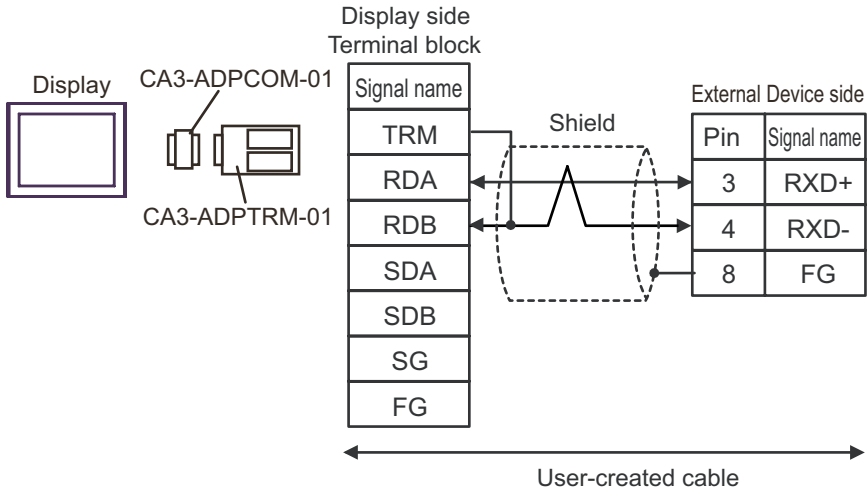 Display side
Terminal block
Display
CA3-ADPCOM-01
CA3-ADPTRM-01
Signal name
TRM
RDA
RDB
SDA
SDB
SG
FG
Shield
External Device side
Pin Signal name
3 RXD+
4 RXD-
8 FG
User-created cable